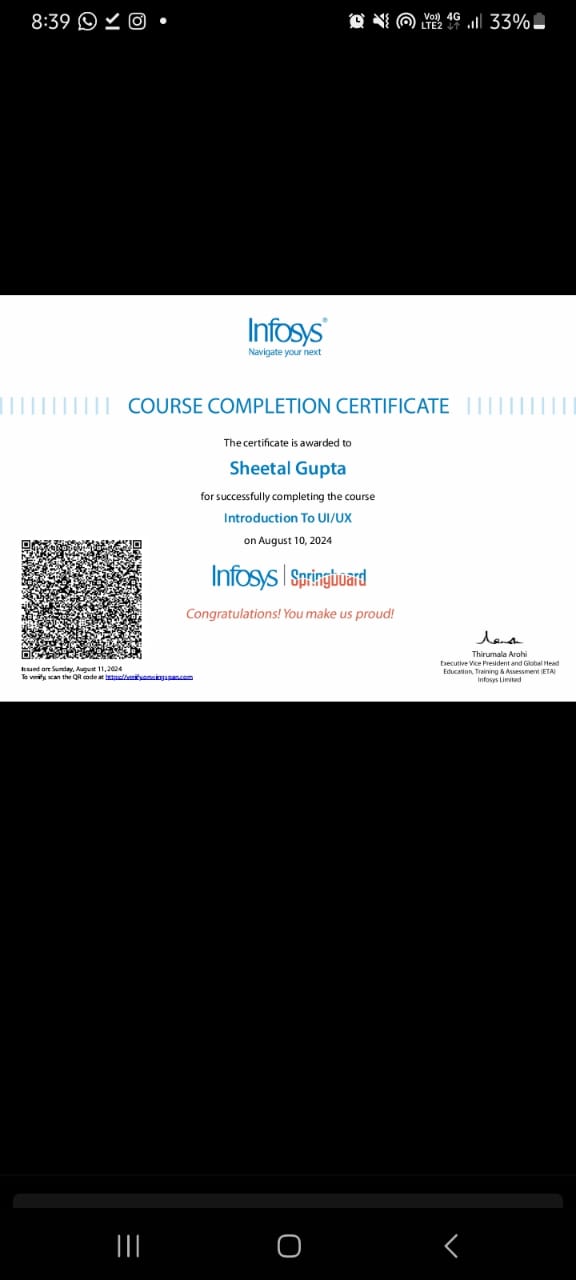 8:39
Vo)) 4G
LTE2
33%
Infosys®
Navigate your next
COURSE COMPLETION CERTIFICATE
The certificate is awarded to
Sheetal Gupta
for successfully completing the course
Introduction To UI/UX
on August 10, 2024
Infosys | Springboard
Congratulations! You make us proud!
Issued on: Sunday, August 11, 2024
To verify, scan the QR code at https://verify.onwingspan.com
Thirumala Arohi
Executive Vice President and Global Head
Education, Training & Assessment (ETA)
Infosys Limited